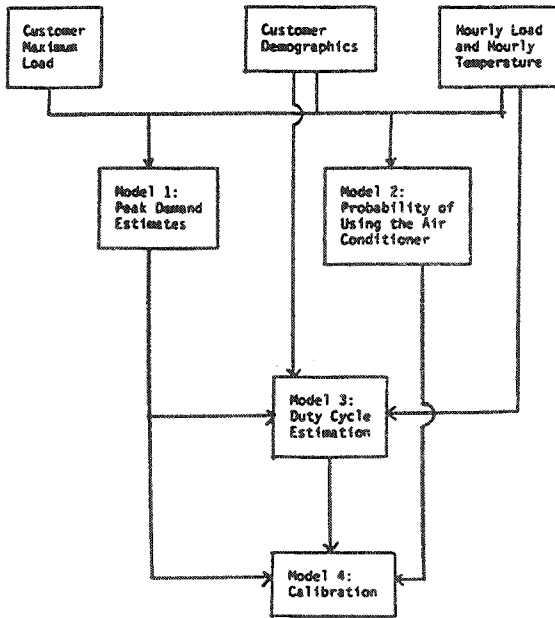 Customer
Maximum
Load
Customer
Demographics
Hourly Load
and Hourly
Temperature
Model 1:
Peak Demand
Estimates
Model 2:
Probability of
Using the Air
Conditioner
Model 3:
Duty Cycle
Estimation
Model 4:
Calibration